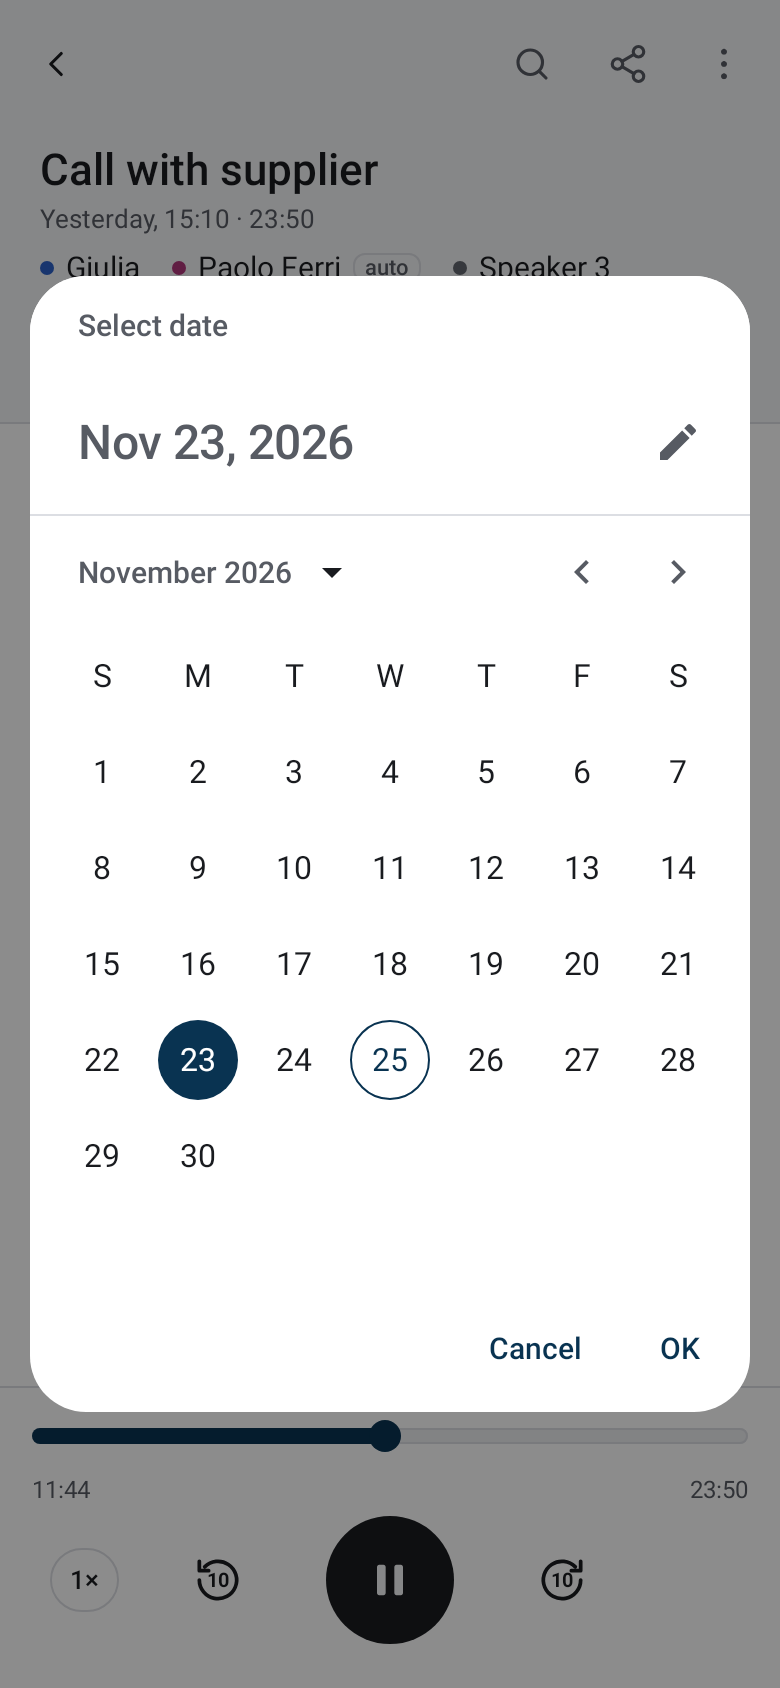 Call with supplier
Yesterday, 15:10 · 23:50
Giulia Paolo Ferri auto Speaker 3
Select date
Nov 23, 2026
November 2026
S M T W T F S
1 2 3 4 5 6 7
8 9 10 11 12 13 14
15 16 17 18 19 20 21
22 23 24 25 26 27 28
29 30
Cancel OK
11:44 23:50
1× 10 10